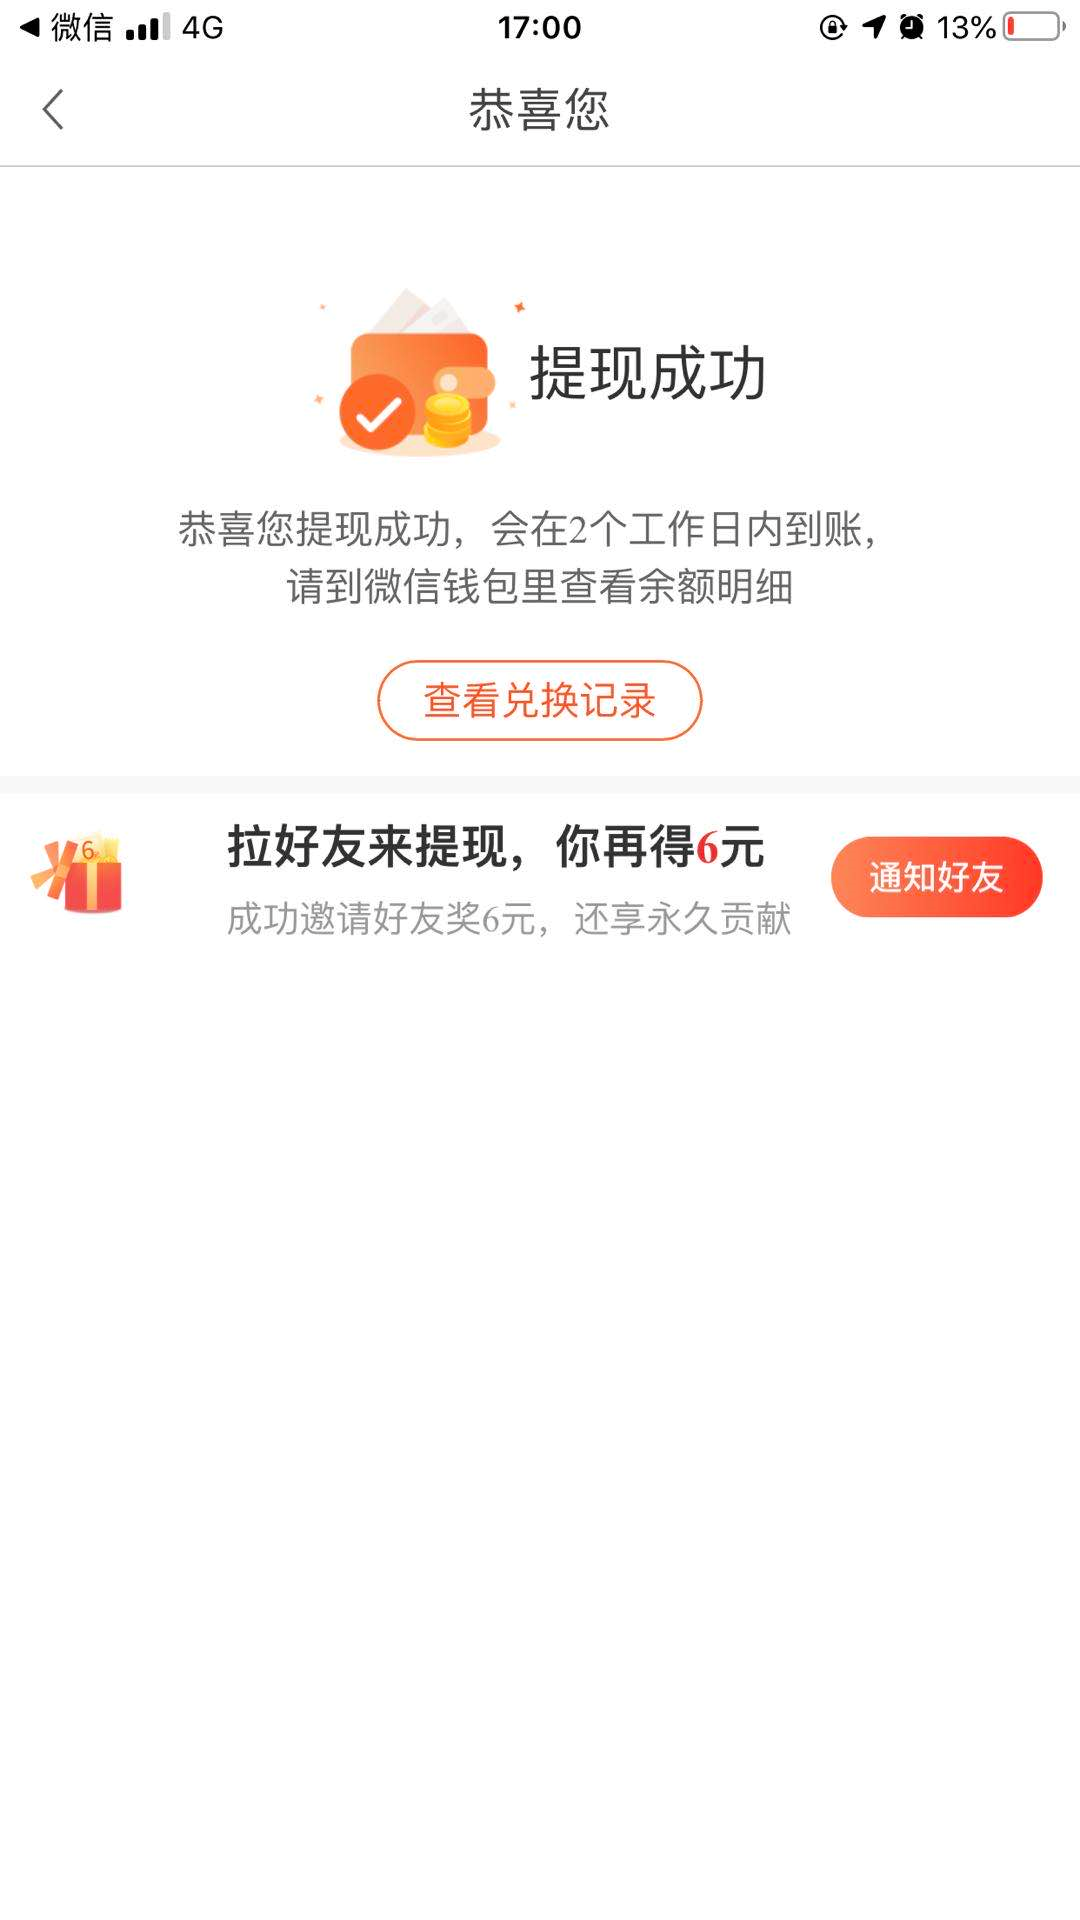 微信 4G 17:00 13%
恭喜您
提现成功
恭喜您提现成功，会在2个工作日内到账，
请到微信钱包里查看余额明细
查看兑换记录
6
拉好友来提现，你再得6元
通知好友
成功邀请好友奖6元，还享永久贡献